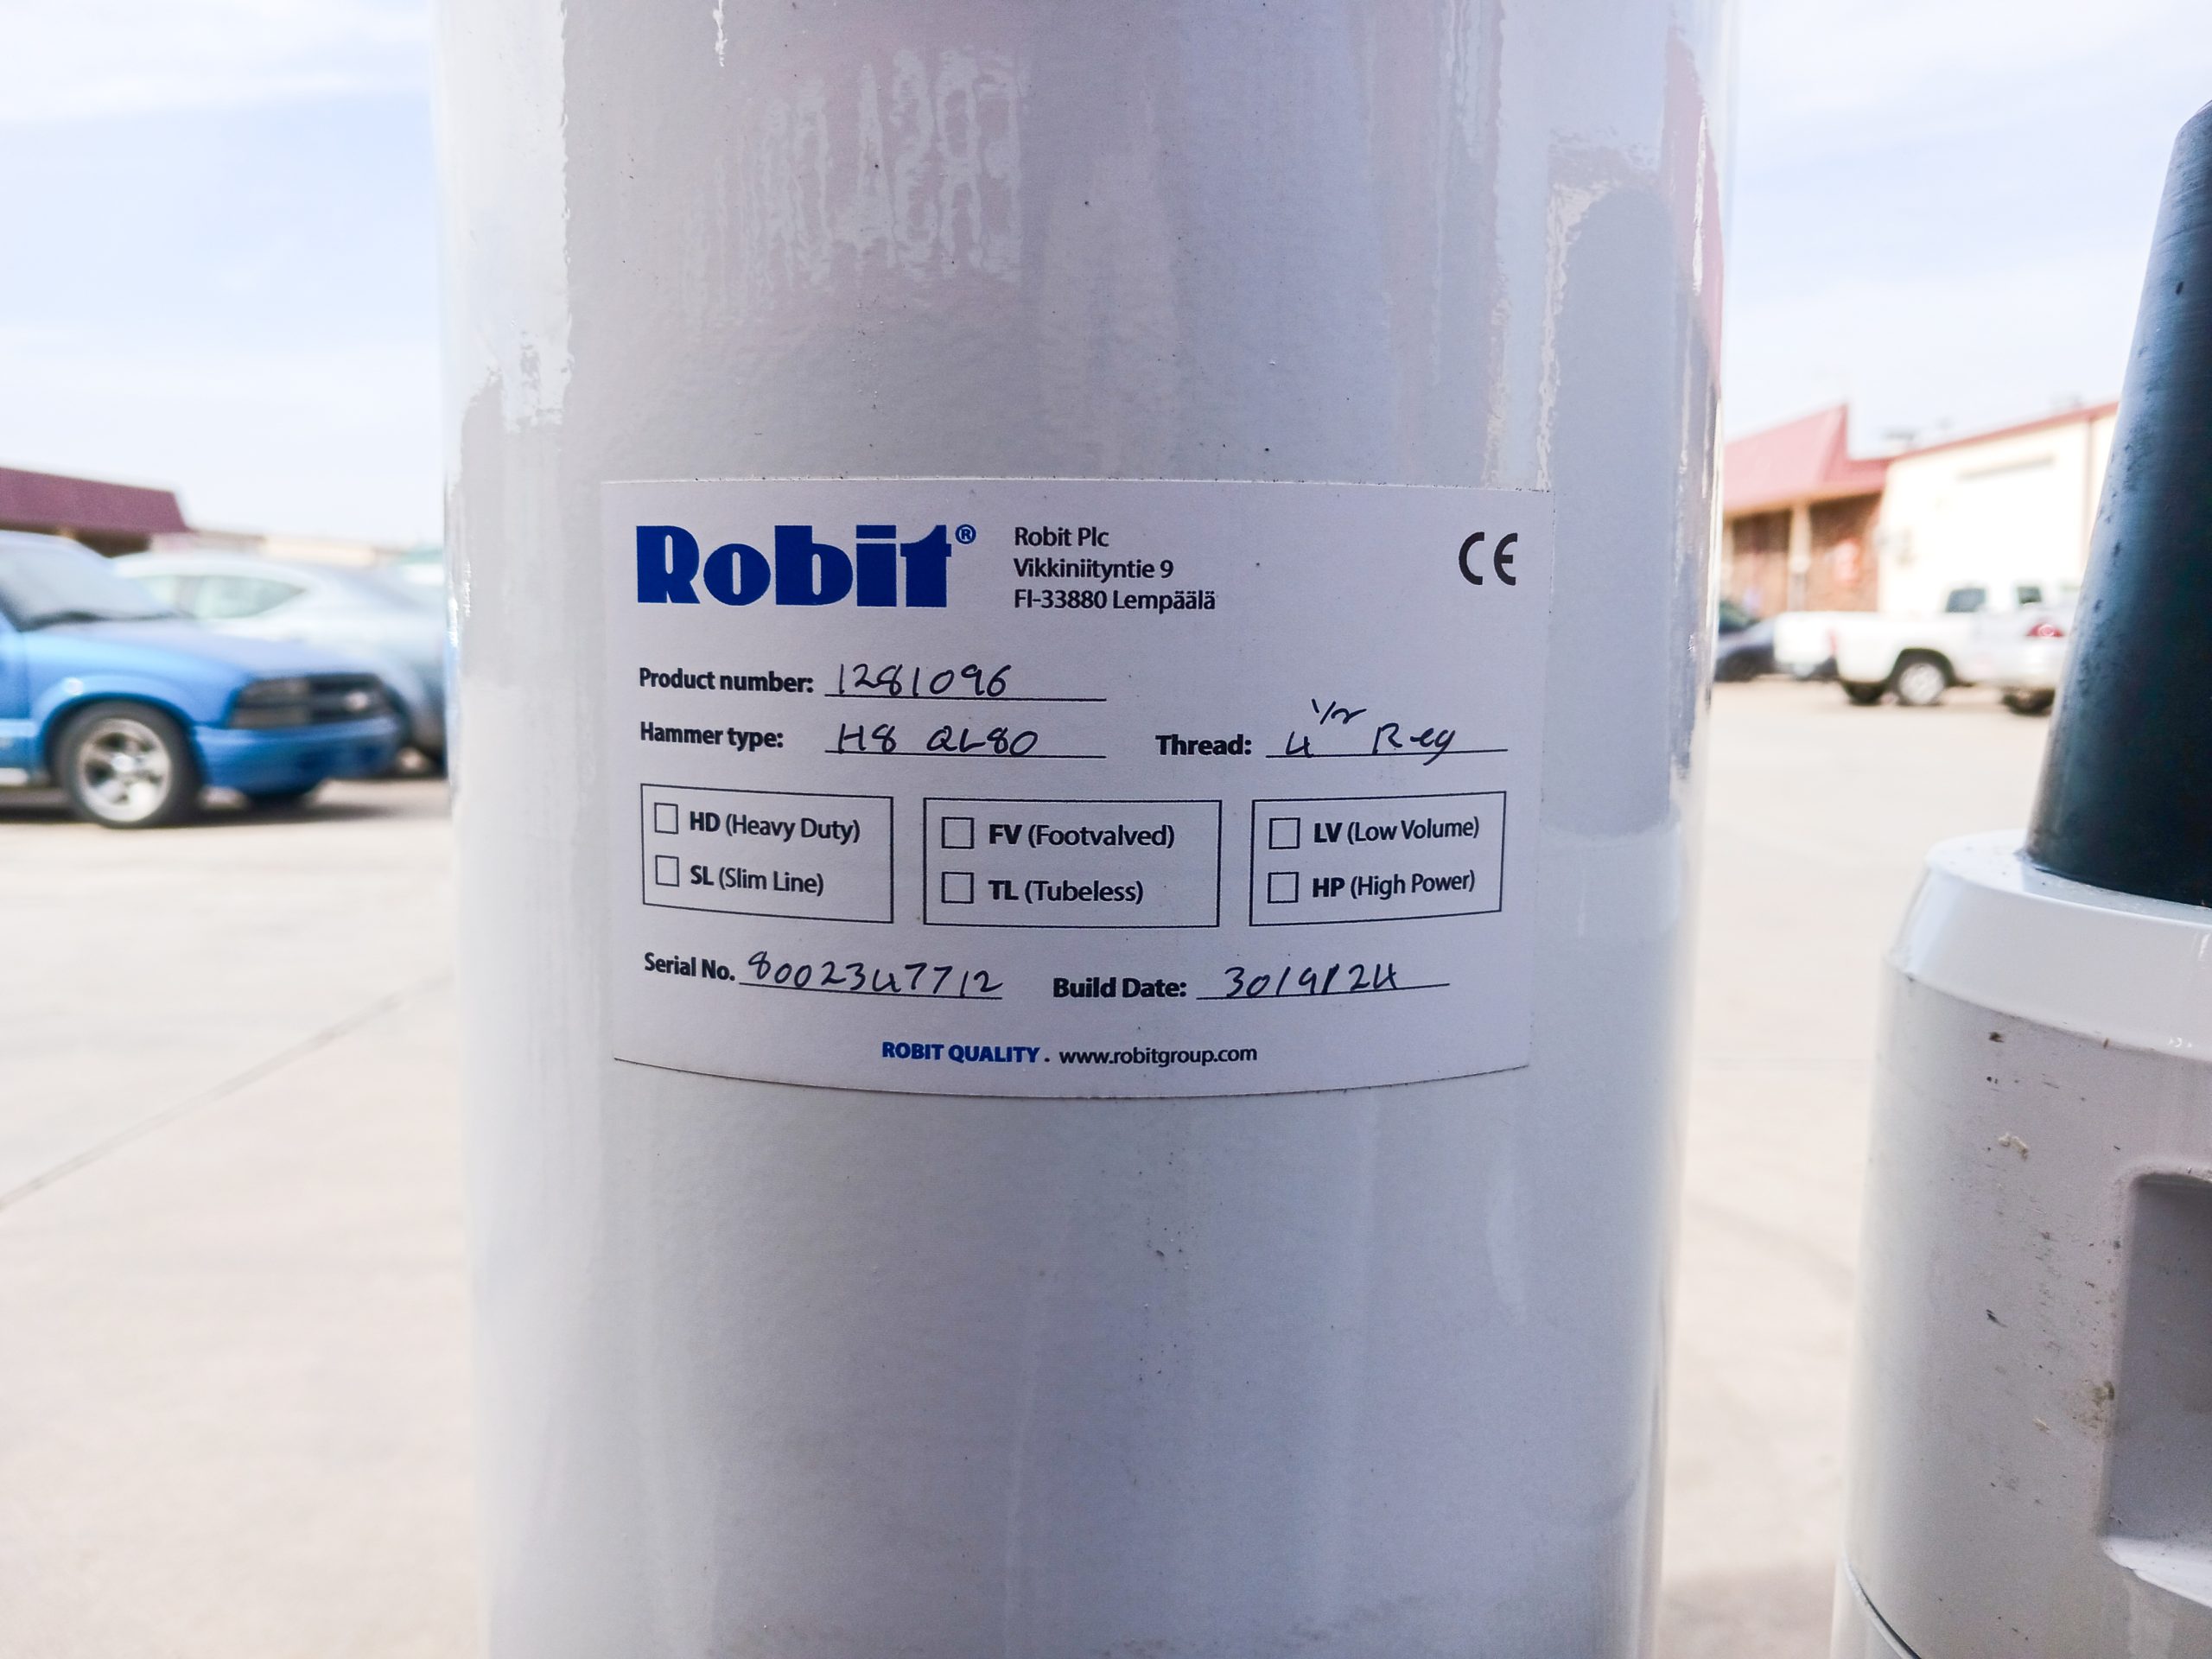 Robit®
Robit Plc
Vikkiniityntie 9
FI-33880 Lempäälä
CE
Product number: 1281096
Hammer type: H8 QL80 Thread: 4 1/2 Reg
HD (Heavy Duty)
SL (Slim Line)
FV (Footvalved)
TL (Tubeless)
LV (Low Volume)
HP (High Power)
Serial No. 8002347712 Build Date: 30/9/24
ROBIT QUALITY. www.robitgroup.com